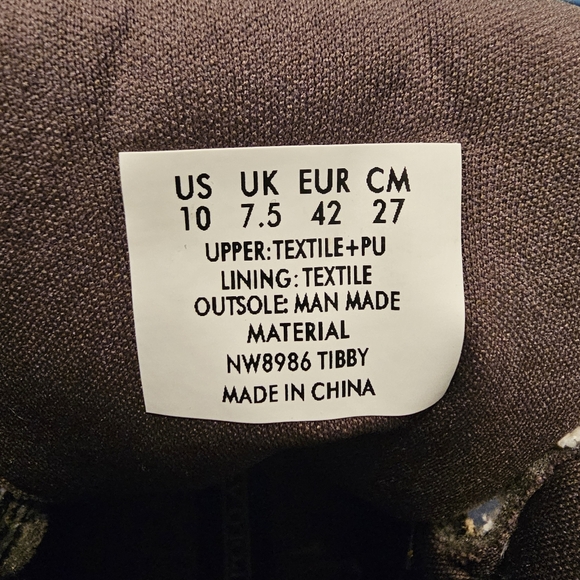 US UK EUR CM
10 7.5 42 27
UPPER:TEXTILE+PU
LINING: TEXTILE
OUTSOLE: MAN MADE
MATERIAL
NW8986 TIBBY
MADE IN CHINA